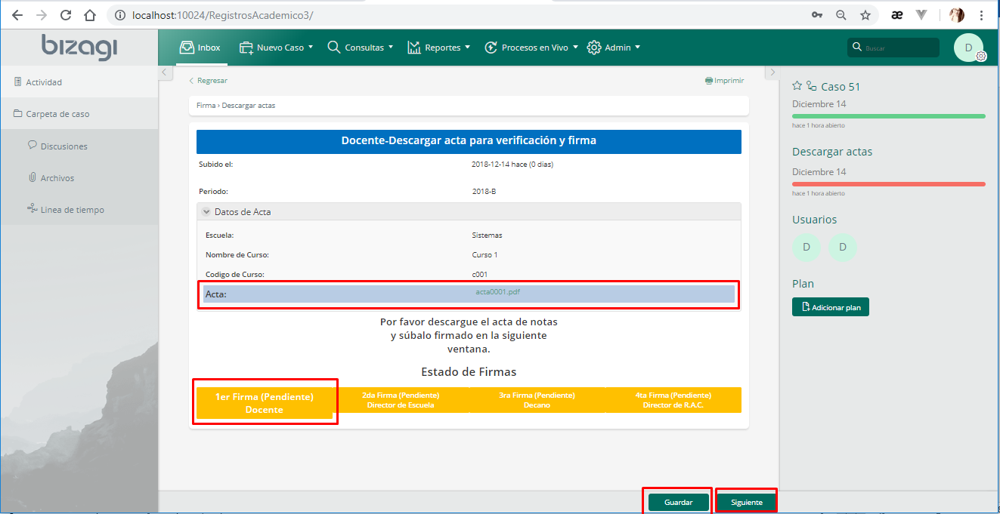 localhost:10024/RegistrosAcademico3/
bizagi
Inbox
Nuevo Caso
Consultas
Reportes
Procesos en Vivo
Admin
Buscar
D
Actividad
Carpeta de caso
Discusiones
Archivos
Linea de tiempo
Regresar
Imprimir
Firma › Descargar actas
Docente-Descargar acta para verificación y firma
Subido el: 2018-12-14 hace (0 días)
Periodo: 2018-B
Datos de Acta
Escuela: Sistemas
Nombre de Curso: Curso 1
Codigo de Curso: c001
Acta: acta0001.pdf
Por favor descargue el acta de notas
y súbalo firmado en la siguiente
ventana.
Estado de Firmas
1er Firma (Pendiente)
Docente
2da Firma (Pendiente)
Director de Escuela
3ra Firma (Pendiente)
Decano
4ta Firma (Pendiente)
Director de R.A.C.
Guardar
Siguiente
Caso 51
Diciembre 14
hace 1 hora abierto
Descargar actas
Diciembre 14
hace 1 hora abierto
Usuarios
D D
Plan
Adicionar plan